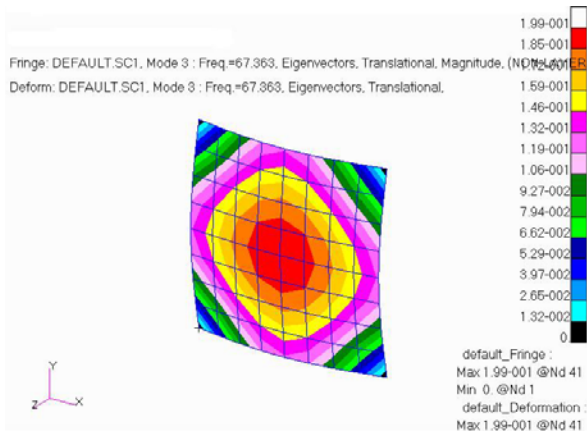 1.99-001
Fringe: DEFAULT.SC1, Mode 3 : Freq.=67.363, Eigenvectors, Translational, Magnitude, (NON-LAYER
1.85-001
Deform: DEFAULT.SC1, Mode 3 : Freq.=67.363, Eigenvectors, Translational,
1.59-001
1.46-001
1.32-001
1.19-001
1.06-001
9.27-002
7.94-002
6.62-002
5.29-002
3.97-002
2.65-002
1.32-002
0
default_Fringe :
Max 1.99-001 @Nd 41
Min 0. @Nd 1
default_Deformation :
Max 1.99-001 @Nd 41
Y
Z
X